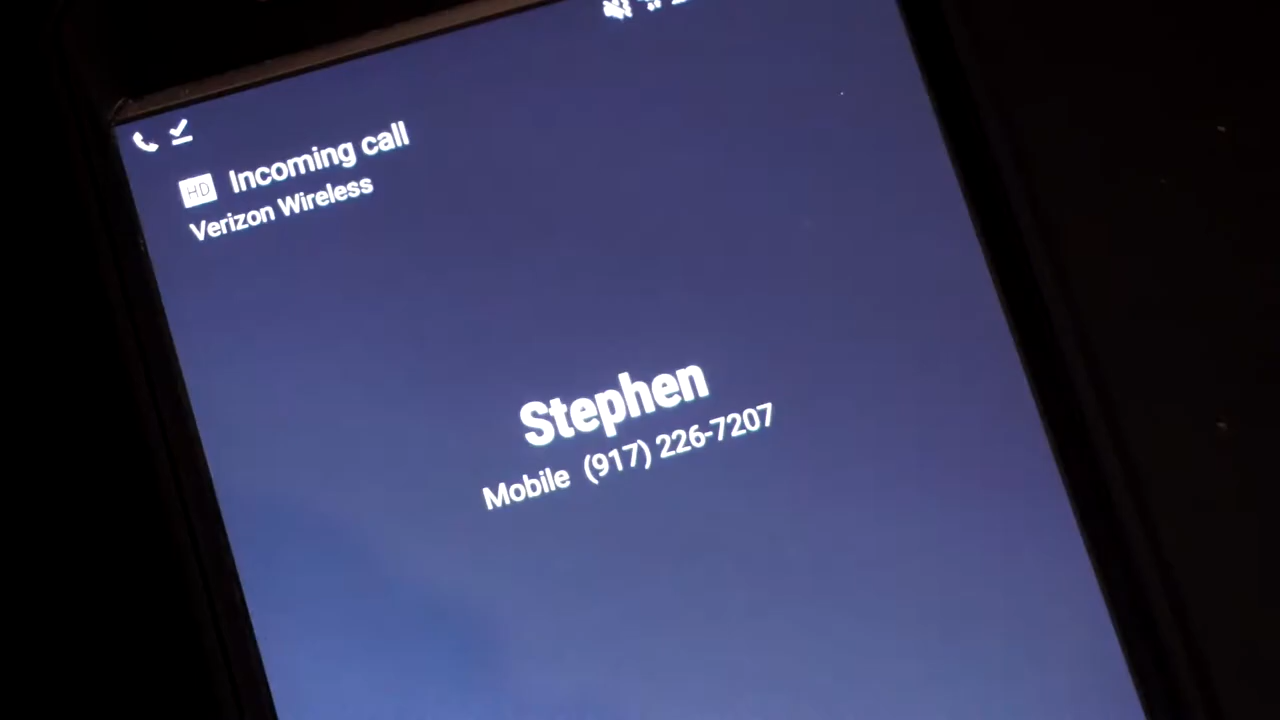 HD Incoming call
Verizon Wireless
Stephen
Mobile (917) 226-7207